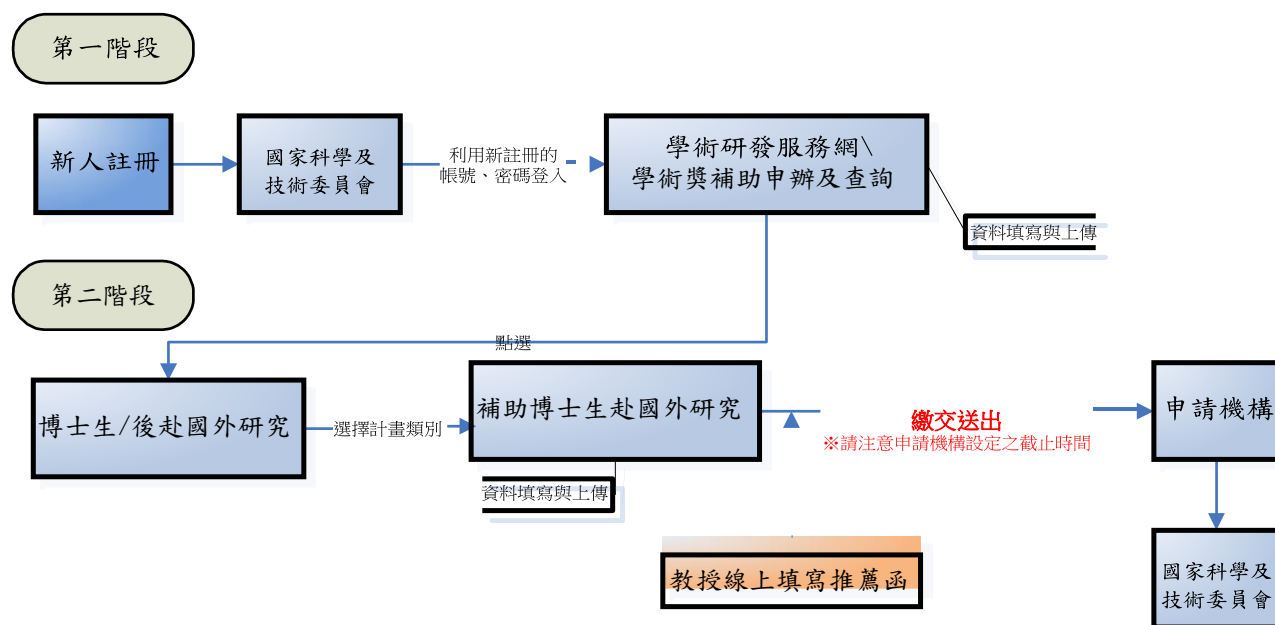 第一階段
新人註冊
國家科學及
技術委員會
利用新註冊的
帳號、密碼登入
學術研發服務網\
學術獎補助申辦及查詢
資料填寫與上傳
第二階段
點選
博士生/後赴國外研究
選擇計畫類別
補助博士生赴國外研究
資料填寫與上傳
繳交送出
※請注意申請機構設定之截止時間
申請機構
教授線上填寫推薦函
國家科學及
技術委員會